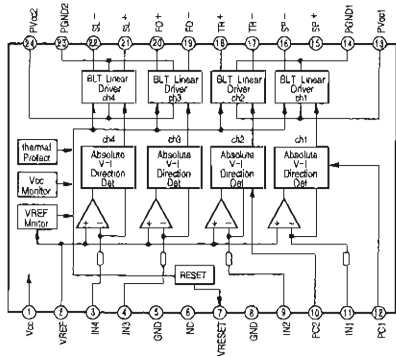 PVcc2
PGND2
SL-
SL+
FD+
FD-
TR+
TR-
SP-
SP+
PGND1
PVcc1
24 23 22 21 20 19 18 17 16 15 14 13
BLT Linear Driver ch4
BLT Linear Driver ch3
BLT Linear Driver ch2
BLT Linear Driver ch1
thermal Protect
Vcc Monitor
VREF Mnitor
ch4
ch3
ch2
ch1
Absolute V-I Direction Det
Absolute V-I Direction Det
Absolute V-I Direction Det
Absolute V-I Direction Det
+ -
+ -
+ -
+ -
RESET
1 2 3 4 5 6 7 8 9 10 11 12
Vcc
VREF
IN4
IN3
GND
NC
VRESET
GND
IN2
PC2
IN1
PC1